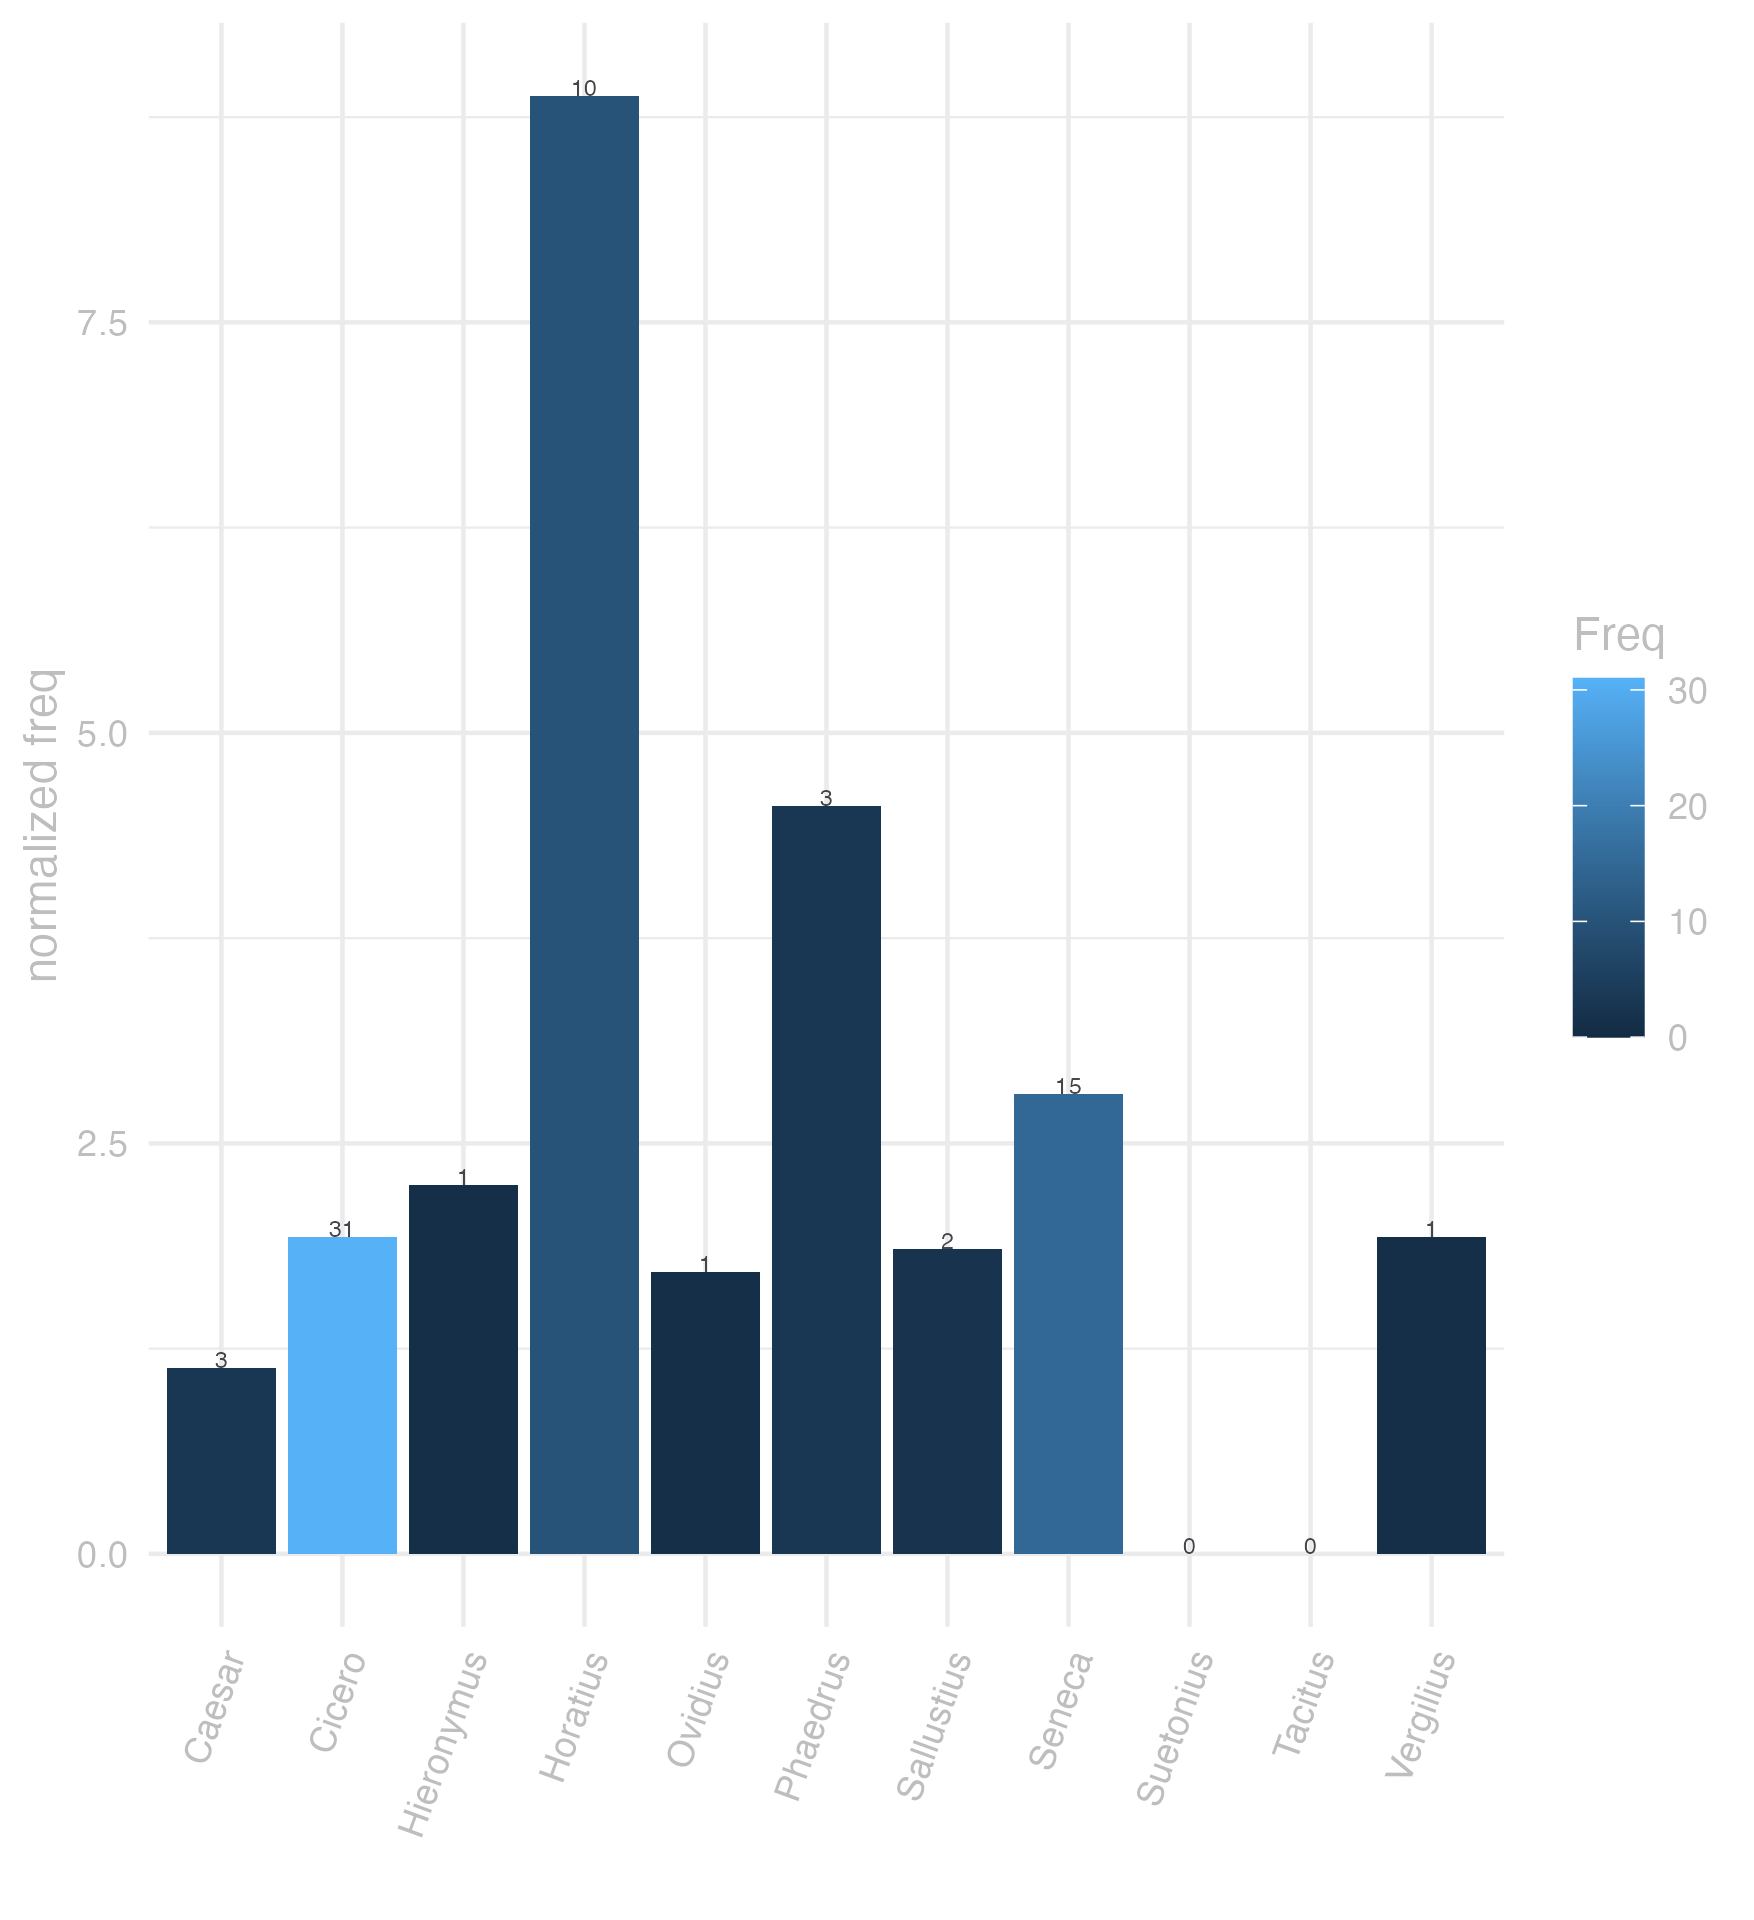 10
7.5
5.0
2.5
0.0
normalized freq
3
31
1
1
3
2
15
0
0
1
Caesar
Cicero
Hieronymus
Horatius
Ovidius
Phaedrus
Sallustius
Seneca
Suetonius
Tacitus
Vergilius
Freq
30
20
10
0